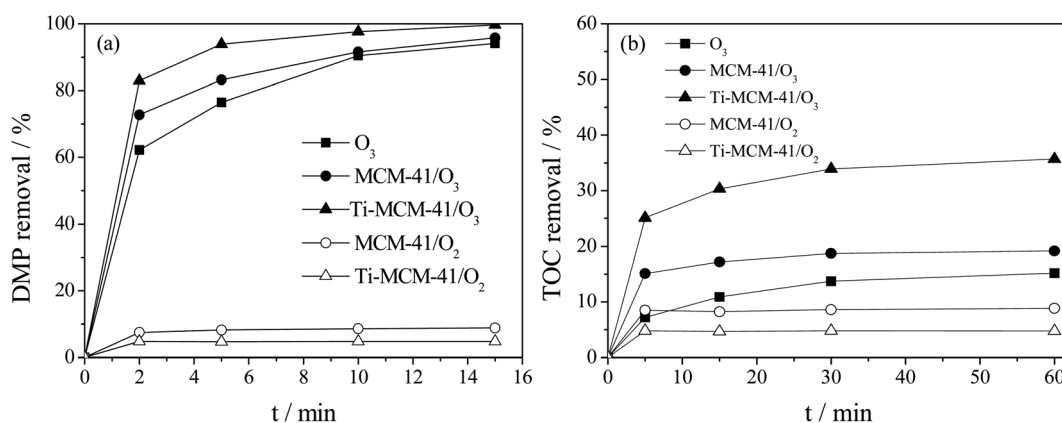 (a)
100
80
60
40
20
0
DMP removal / %
O₃
MCM-41/O₃
Ti-MCM-41/O₃
MCM-41/O₂
Ti-MCM-41/O₂
0 2 4 6 8 10 12 14 16
t / min
(b)
60
50
40
30
20
10
0
TOC removal / %
O₃
MCM-41/O₃
Ti-MCM-41/O₃
MCM-41/O₂
Ti-MCM-41/O₂
0 10 20 30 40 50 60
t / min